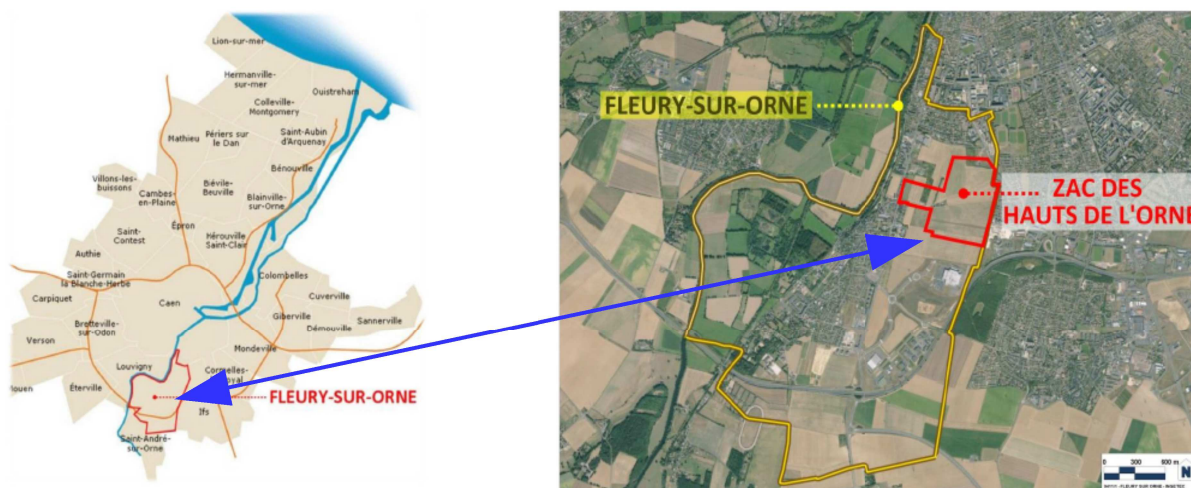 Lion-sur-mer
Hermanville-
sur-mer
Ouistreham
Colleville-
Montgomery
Mathieu
Périers sur
le Dan
Saint-Aubin
d'Arquenay
Bénouville
Villons-les-
buissons
Cambes-
en-Plaine
Biéville-
Beuville
Blainville-
sur-Orne
Épron
Saint-
Contest
Hérouville
Saint-Clair
Authie
Saint-Germain
la Blanche-Herbe
Colombelles
Carpiquet
Caen
Cuverville
Giberville
Démouville
Sannerville
Bretteville-
sur-Odon
Verson
Mondeville
Louvigny
Cormelles-
Éterville
FLEURY-SUR-ORNE
Ifs
Saint-André-
sur-Orne
FLEURY-SUR-ORNE
ZAC DES
HAUTS DE L'ORNE
0 300 600 m
N